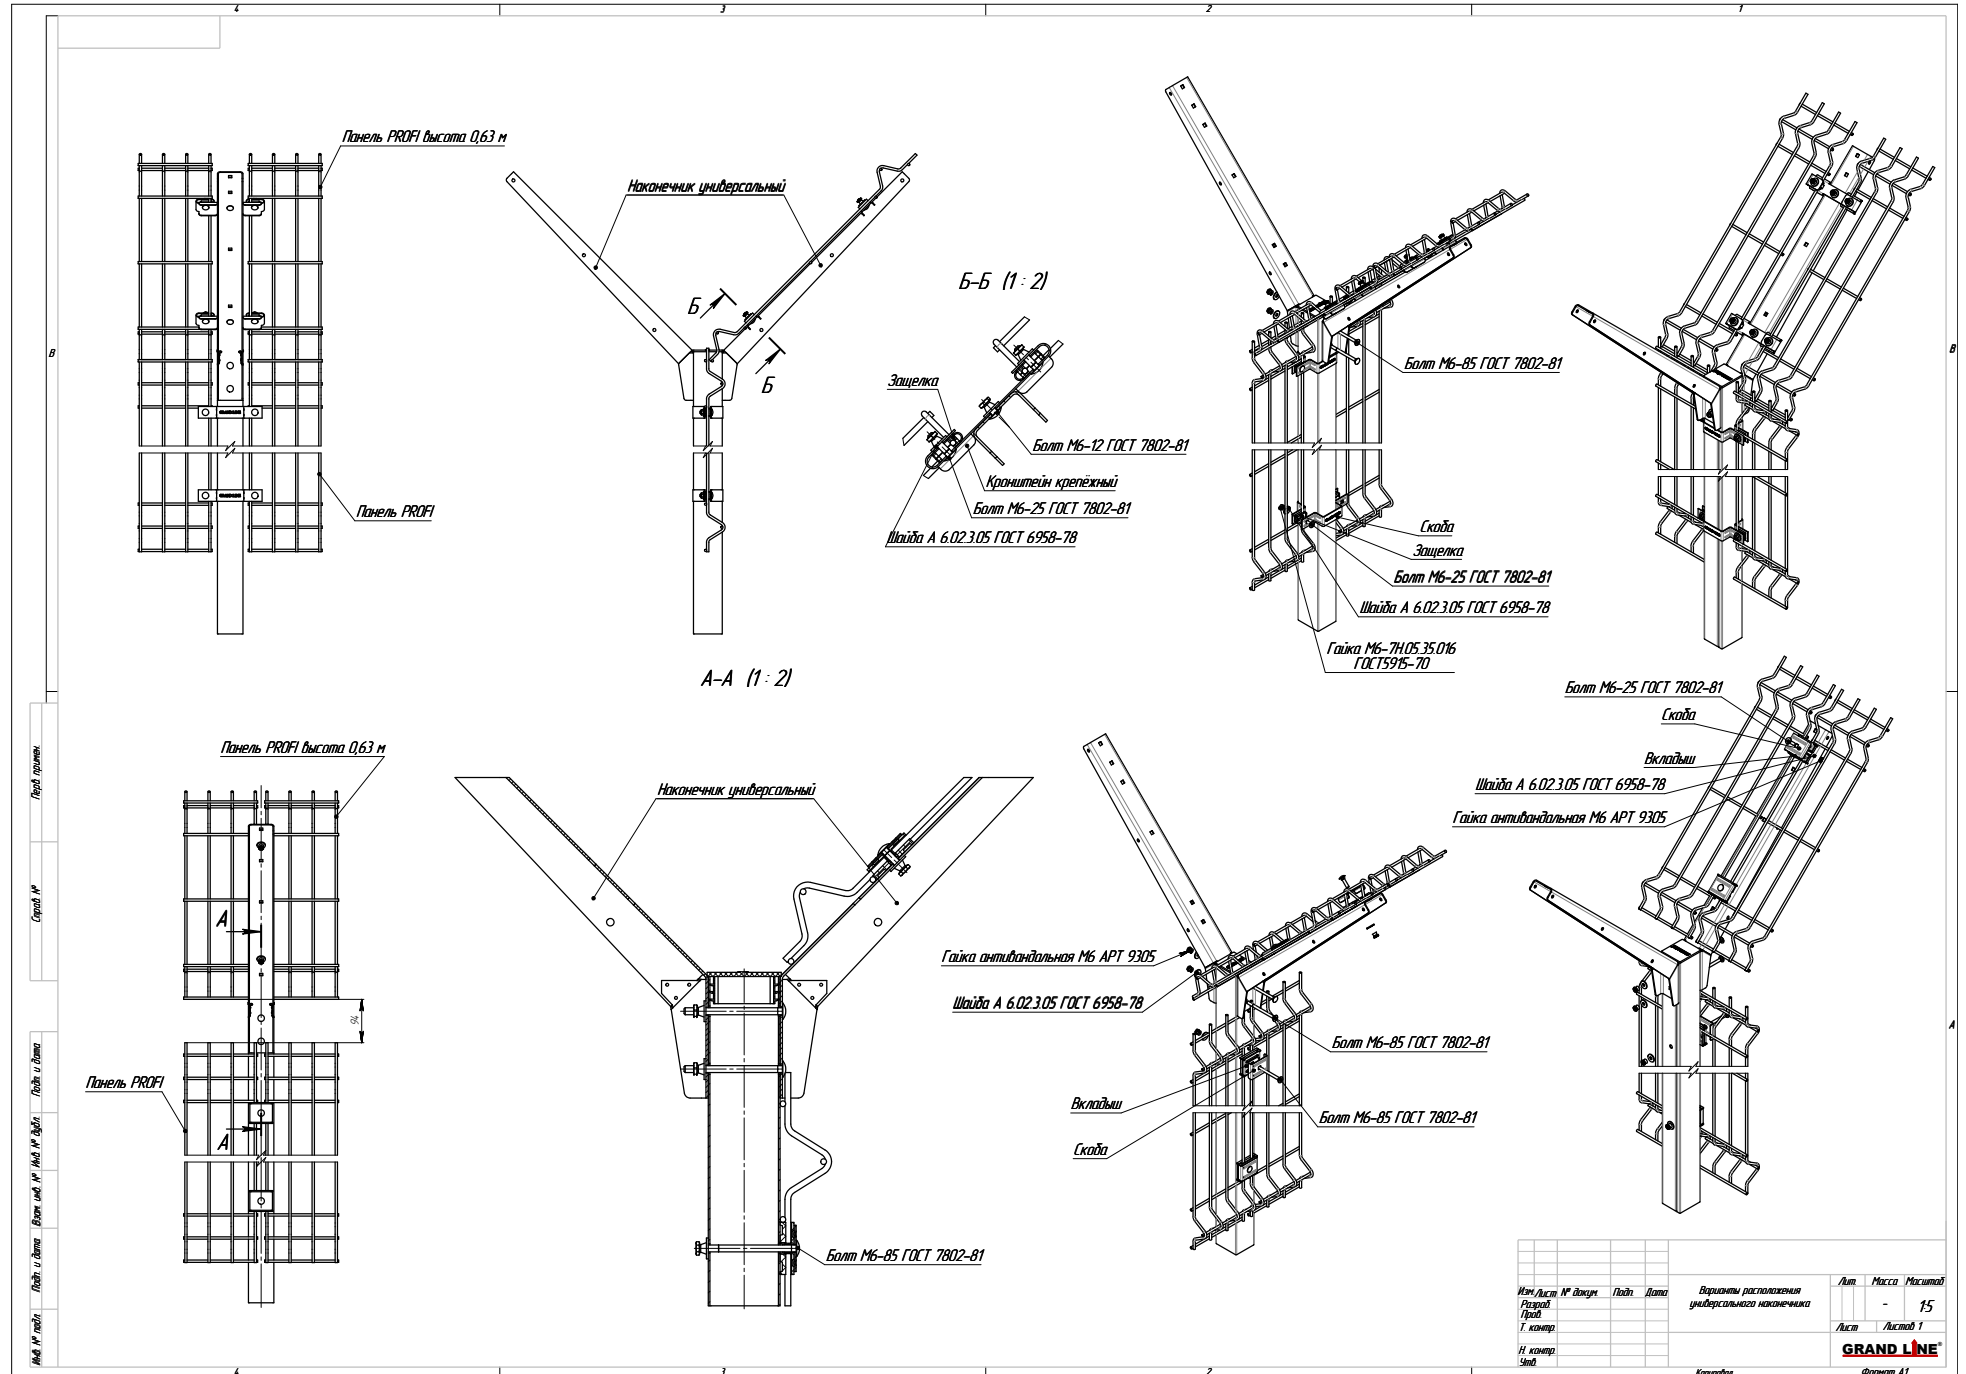 4 3 2 1
Панель PROFI высота 0,63 м
Наконечник универсальный
Б
Б
Б-Б (1 : 2)
Защелка
Болт М6-12 ГОСТ 7802-81
Кронштейн крепёжный
Болт М6-25 ГОСТ 7802-81
Шайба А 6.02.3.05 ГОСТ 6958-78
Панель PROFI
Болт М6-85 ГОСТ 7802-81
Скоба
Защелка
Болт М6-25 ГОСТ 7802-81
Шайба А 6.02.3.05 ГОСТ 6958-78
Гайка М6-7Н.05.35.016
ГОСТ5915-70
В
В
А-А (1 : 2)
Панель PROFI высота 0,63 м
Наконечник универсальный
А
А
94
Панель PROFI
Болт М6-85 ГОСТ 7802-81
Гайка антивандальная М6 АРТ 9305
Шайба А 6.02.3.05 ГОСТ 6958-78
Болт М6-85 ГОСТ 7802-81
Вкладыш
Болт М6-85 ГОСТ 7802-81
Скоба
Болт М6-25 ГОСТ 7802-81
Скоба
Вкладыш
Шайба А 6.02.3.05 ГОСТ 6958-78
Гайка антивандальная М6 АРТ 9305
А
Перв. примен.
Справ. №
Подп. и дата
Инв. № дубл.
Взам. инв. №
Подп. и дата
Инв. № подл.
Изм. Лист № докум. Подп. Дата
Разраб.
Пров.
Т. контр.
Н. контр.
Утв.
Варианты расположения
универсального наконечника
Лит. Масса Масштаб
- 1:5
Лист Листов 1
GRAND LINE®
Копировал Формат А1
4 3 2